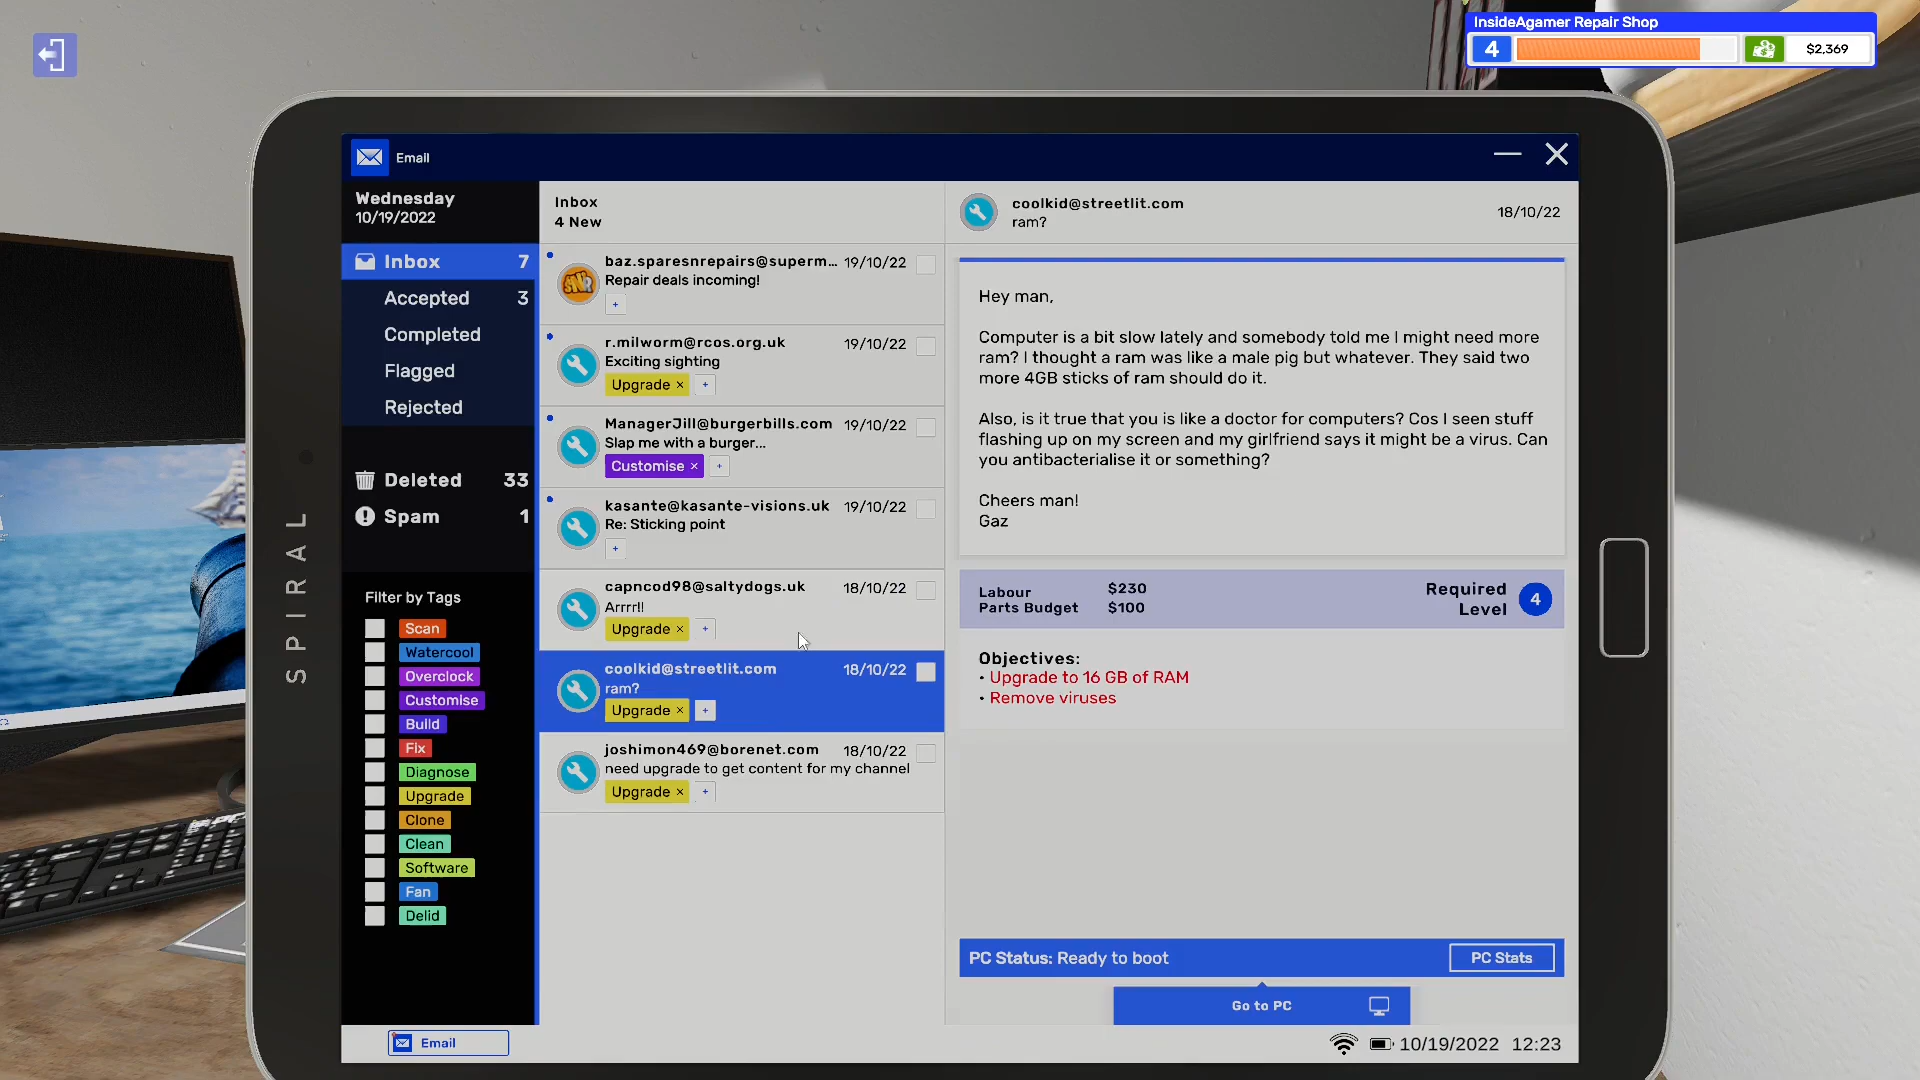 InsideAgamer Repair Shop
4
$2,369
Email
Wednesday
10/19/2022
Inbox 7
Accepted 3
Completed
Flagged
Rejected
Deleted 33
Spam 1
Filter by Tags
Scan
Watercool
Overclock
Customise
Build
Fix
Diagnose
Upgrade
Clone
Clean
Software
Fan
Delid
Inbox
4 New
baz.sparesnrepairs@superm... 19/10/22
SNR
Repair deals incoming!
+
r.milworm@rcos.org.uk 19/10/22
Exciting sighting
Upgrade × +
ManagerJill@burgerbills.com 19/10/22
Slap me with a burger...
Customise × +
kasante@kasante-visions.uk 19/10/22
Re: Sticking point
+
capncod98@saltydogs.uk 18/10/22
Arrrr!!
Upgrade × +
coolkid@streetlit.com 18/10/22
ram?
Upgrade × +
joshimon469@borenet.com 18/10/22
need upgrade to get content for my channel
Upgrade × +
coolkid@streetlit.com 18/10/22
ram?
Hey man,
Computer is a bit slow lately and somebody told me I might need more
ram? I thought a ram was like a male pig but whatever. They said two
more 4GB sticks of ram should do it.
Also, is it true that you is like a doctor for computers? Cos I seen stuff
flashing up on my screen and my girlfriend says it might be a virus. Can
you antibacterialise it or something?
Cheers man!
Gaz
Labour $230
Parts Budget $100
Required
Level 4
Objectives:
• Upgrade to 16 GB of RAM
• Remove viruses
PC Status: Ready to boot
PC Stats
Go to PC
Email
10/19/2022 12:23
SPIRAL